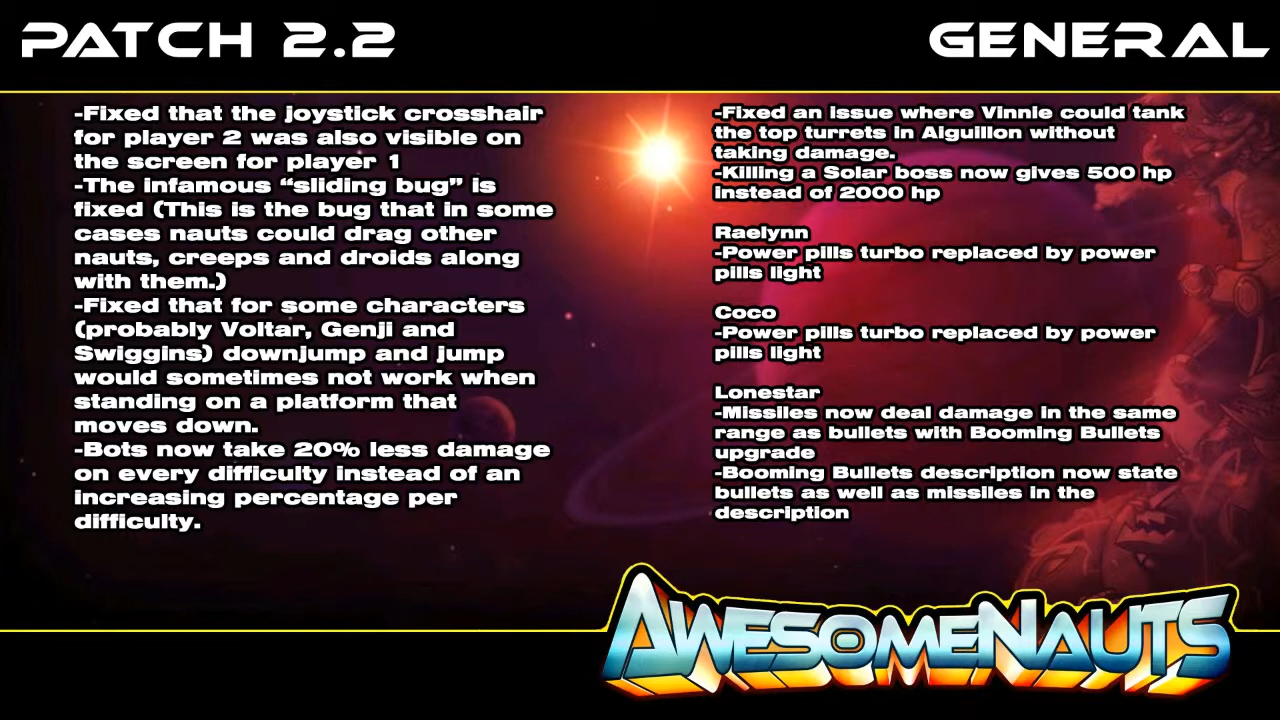 PATCH 2.2
GENERAL
-Fixed that the joystick crosshair
for player 2 was also visible on
the screen for player 1
-The infamous “sliding bug” is
fixed (This is the bug that in some
cases nauts could drag other
nauts, creeps and droids along
with them.)
-Fixed that for some characters
(probably Voltar, Genji and
Swiggins) downjump and jump
would sometimes not work when
standing on a platform that
moves down.
-Bots now take 20% less damage
on every difficulty instead of an
increasing percentage per
difficulty.
-Fixed an issue where Vinnie could tank
the top turrets in Aiguillon without
taking damage.
-Killing a Solar boss now gives 500 hp
instead of 2000 hp
Raelynn
-Power pills turbo replaced by power
pills light
Coco
-Power pills turbo replaced by power
pills light
Lonestar
-Missiles now deal damage in the same
range as bullets with Booming Bullets
upgrade
-Booming Bullets description now state
bullets as well as missiles in the
description
AWESOMENAUTS